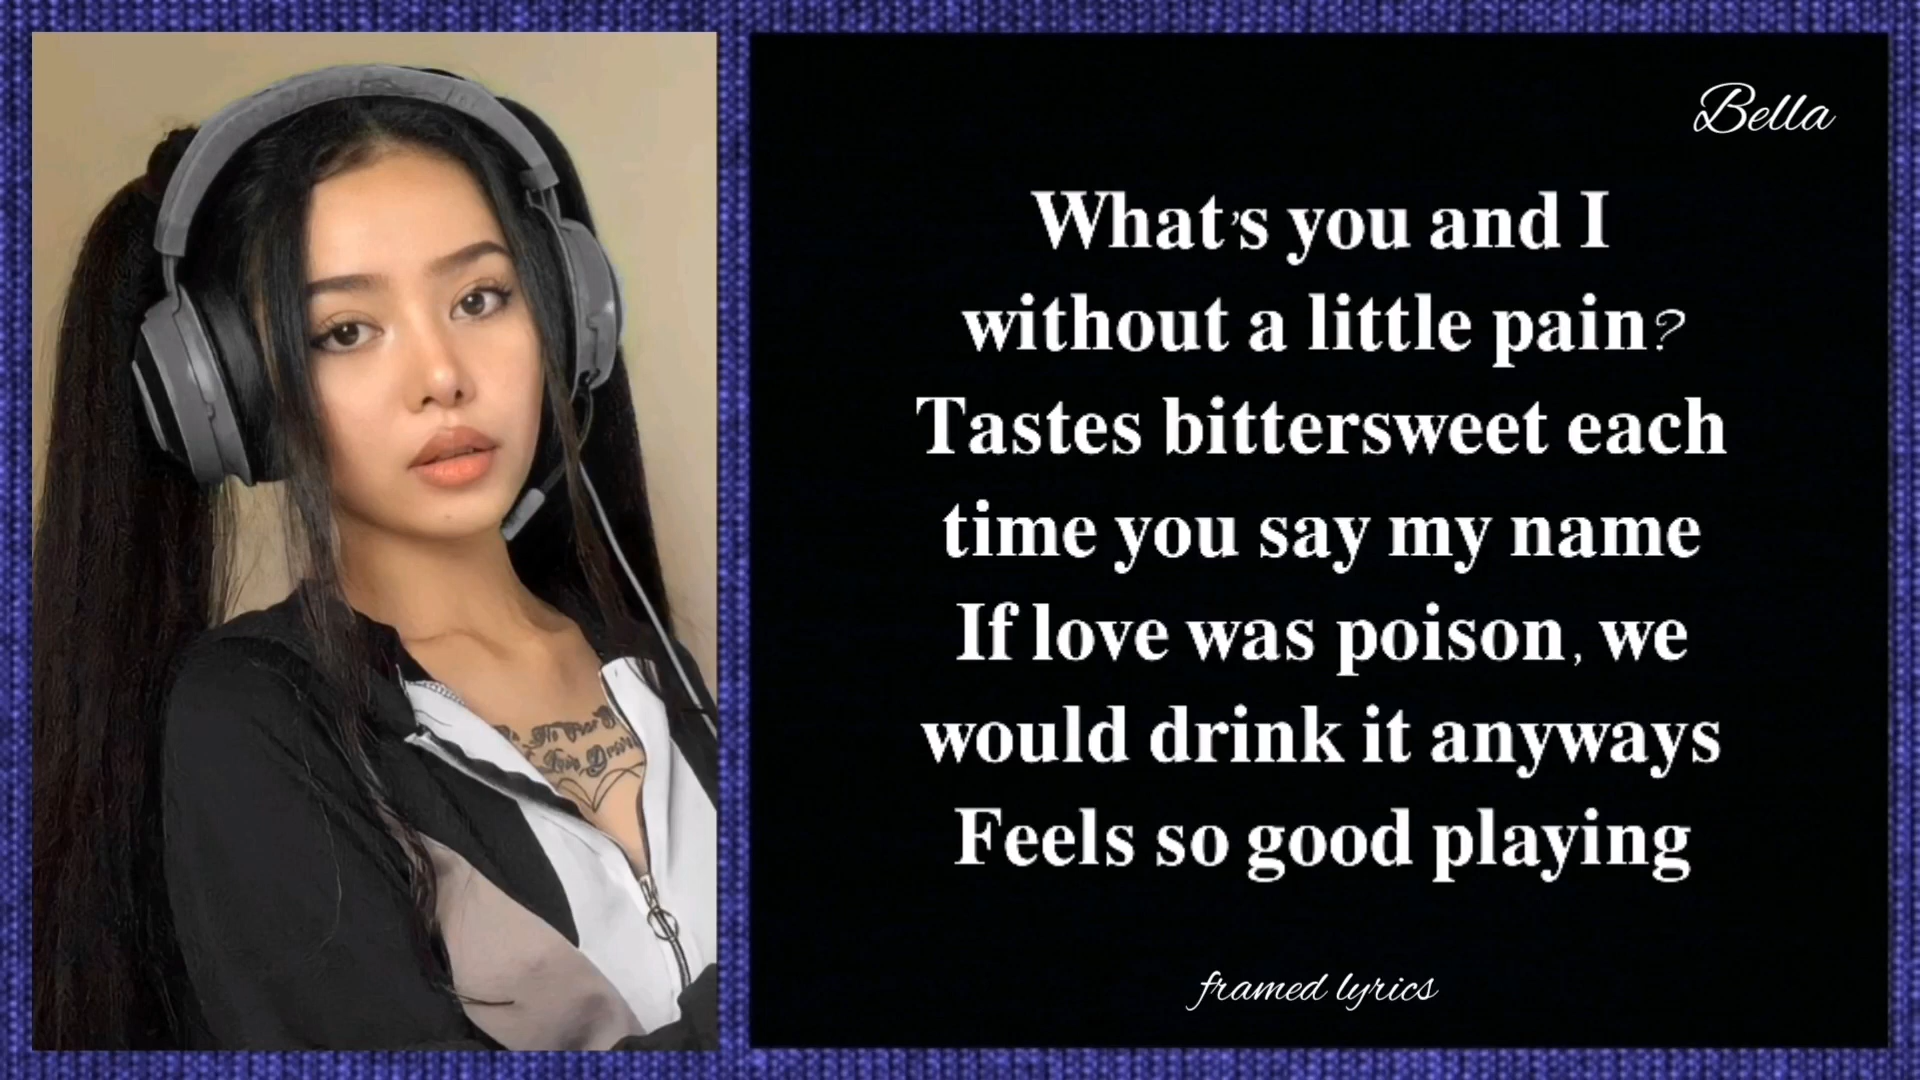 Bella
What's you and I
without a little pain?
Tastes bittersweet each
time you say my name
If love was poison, we
would drink it anyways
Feels so good playing
framed lyrics